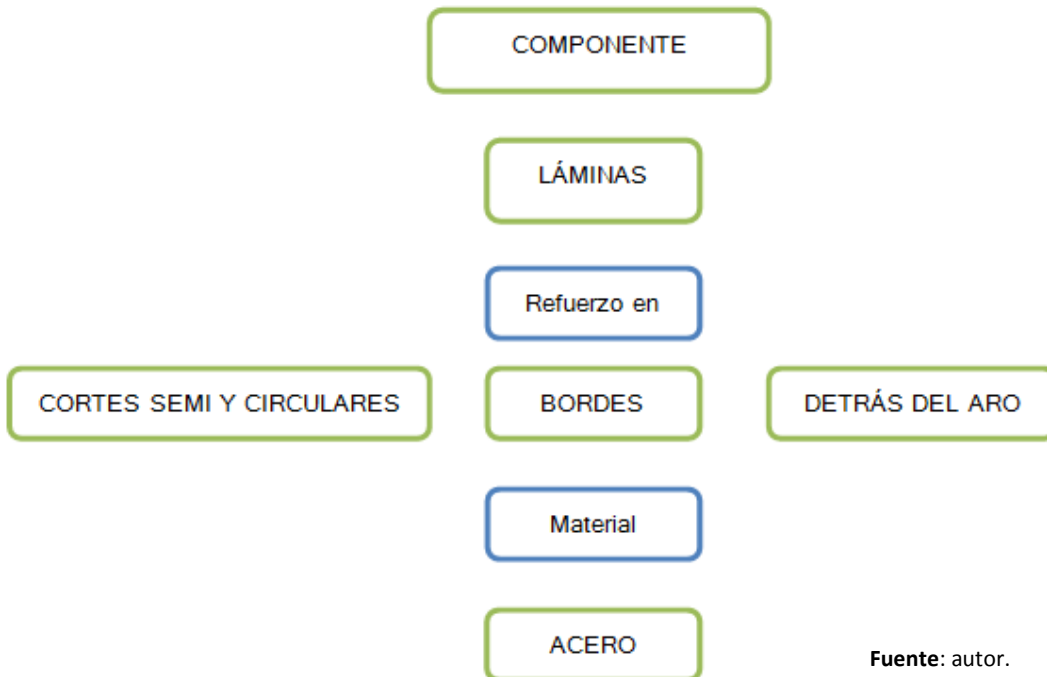 COMPONENTE
LÁMINAS
Refuerzo en
CORTES SEMI Y CIRCULARES
BORDES
DETRÁS DEL ARO
Material
ACERO
Fuente: autor.